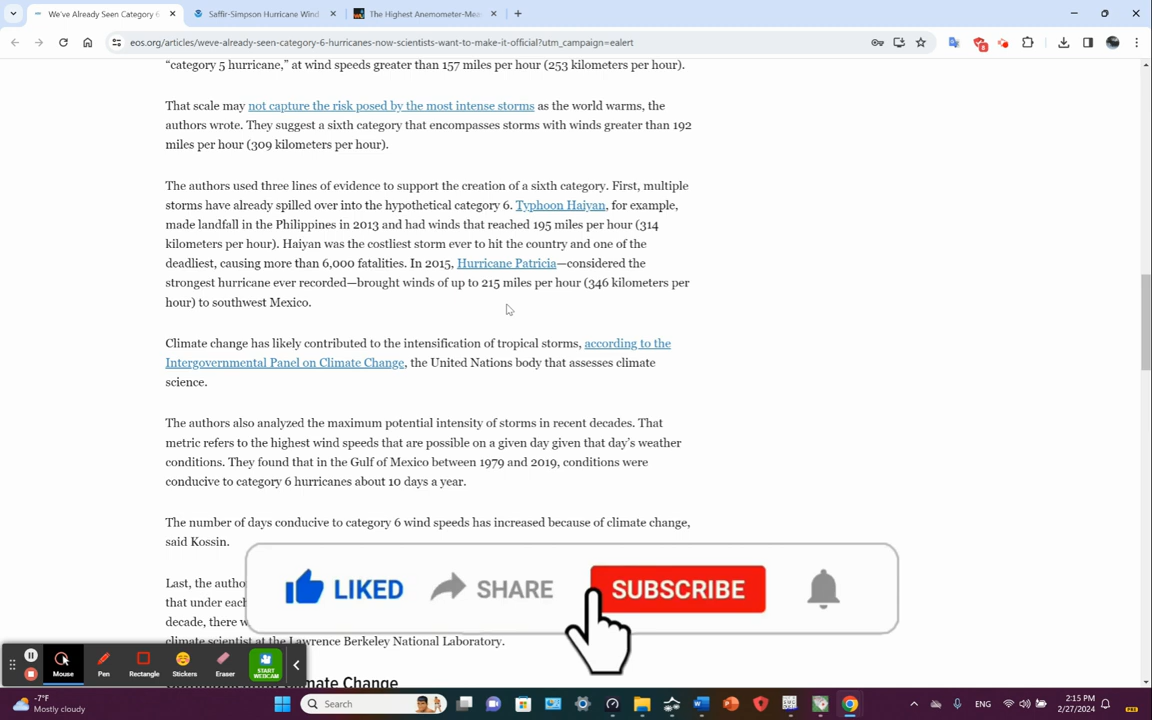 We've Already Seen Category 6
Saffir-Simpson Hurricane Wind
The Highest Anemometer-Mea
eos.org/articles/weve-already-seen-category-6-hurricanes-now-scientists-want-to-make-it-official?utm_campaign=ealert
8
“category 5 hurricane,” at wind speeds greater than 157 miles per hour (253 kilometers per hour).
That scale may not capture the risk posed by the most intense storms as the world warms, the
authors wrote. They suggest a sixth category that encompasses storms with winds greater than 192
miles per hour (309 kilometers per hour).
The authors used three lines of evidence to support the creation of a sixth category. First, multiple
storms have already spilled over into the hypothetical category 6. Typhoon Haiyan, for example,
made landfall in the Philippines in 2013 and had winds that reached 195 miles per hour (314
kilometers per hour). Haiyan was the costliest storm ever to hit the country and one of the
deadliest, causing more than 6,000 fatalities. In 2015, Hurricane Patricia—considered the
strongest hurricane ever recorded—brought winds of up to 215 miles per hour (346 kilometers per
hour) to southwest Mexico.
Climate change has likely contributed to the intensification of tropical storms, according to the
Intergovernmental Panel on Climate Change, the United Nations body that assesses climate
science.
The authors also analyzed the maximum potential intensity of storms in recent decades. That
metric refers to the highest wind speeds that are possible on a given day given that day’s weather
conditions. They found that in the Gulf of Mexico between 1979 and 2019, conditions were
conducive to category 6 hurricanes about 10 days a year.
The number of days conducive to category 6 wind speeds has increased because of climate change,
said Kossin.
Last, the autho
that under each
decade, there w
climate scientist at the Lawrence Berkeley National Laboratory.
LIKED SHARE SUBSCRIBE
Mouse Pen Rectangle Stickers Eraser START WEBCAM
Climate Change
-7°F
Mostly cloudy
Search
ENG
2:15 PM
2/27/2024